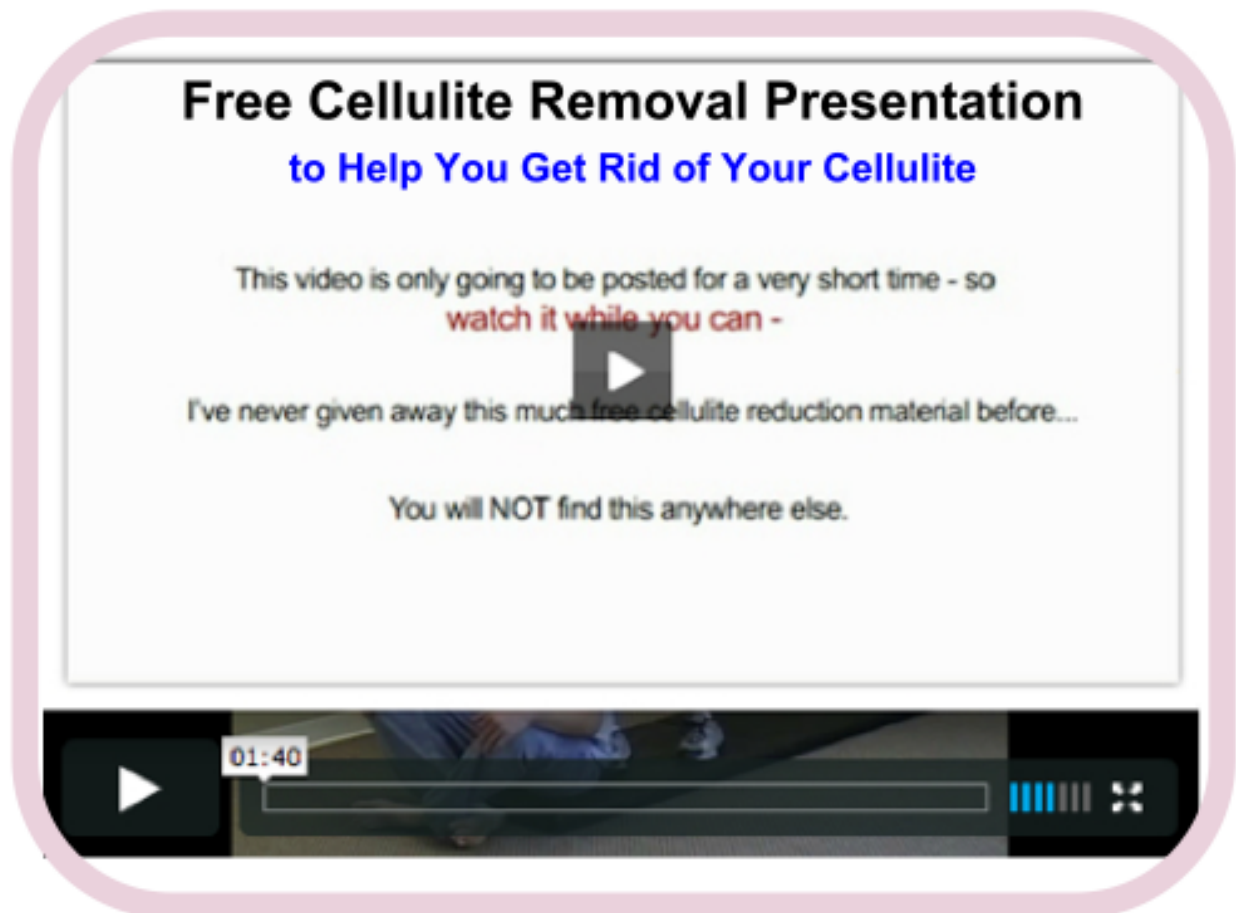 Free Cellulite Removal Presentation
to Help You Get Rid of Your Cellulite
This video is only going to be posted for a very short time - so
watch it while you can -
I've never given away this much free cellulite reduction material before...
You will NOT find this anywhere else.
01:40